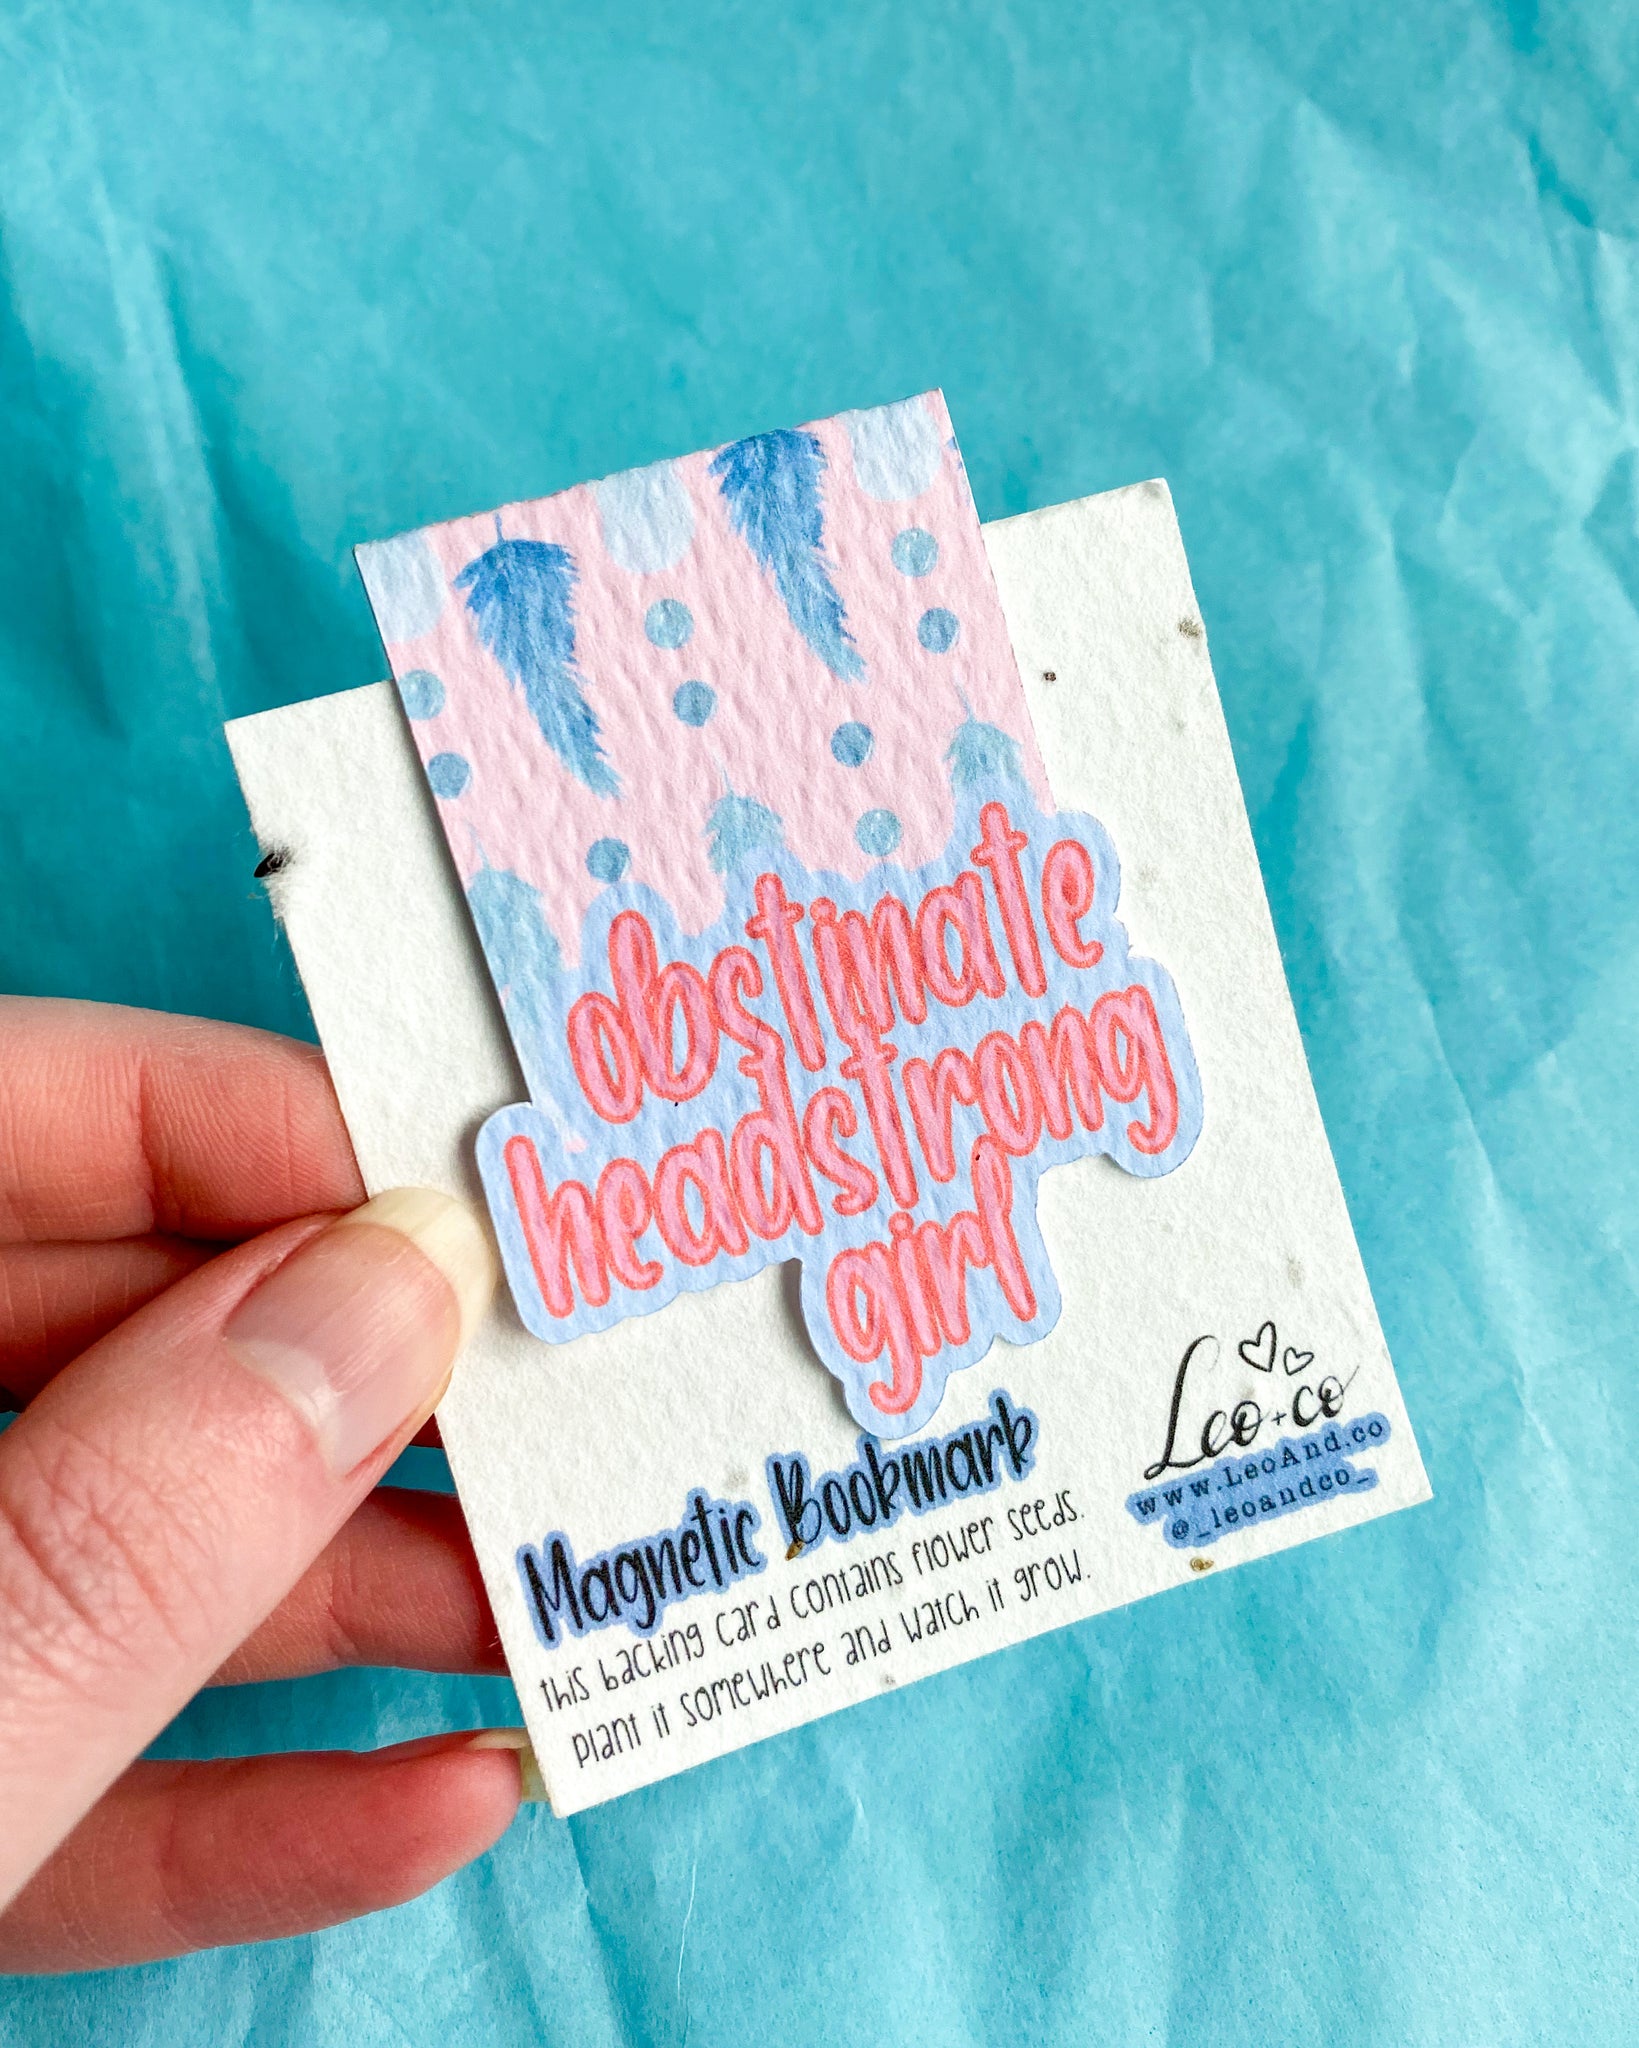 obstinate
headstrong
girl
Magnetic Bookmark
this backing card contains flower seeds.
plant it somewhere and watch it grow.
Leo+co
www.LeoAnd.co
@_leoandco_